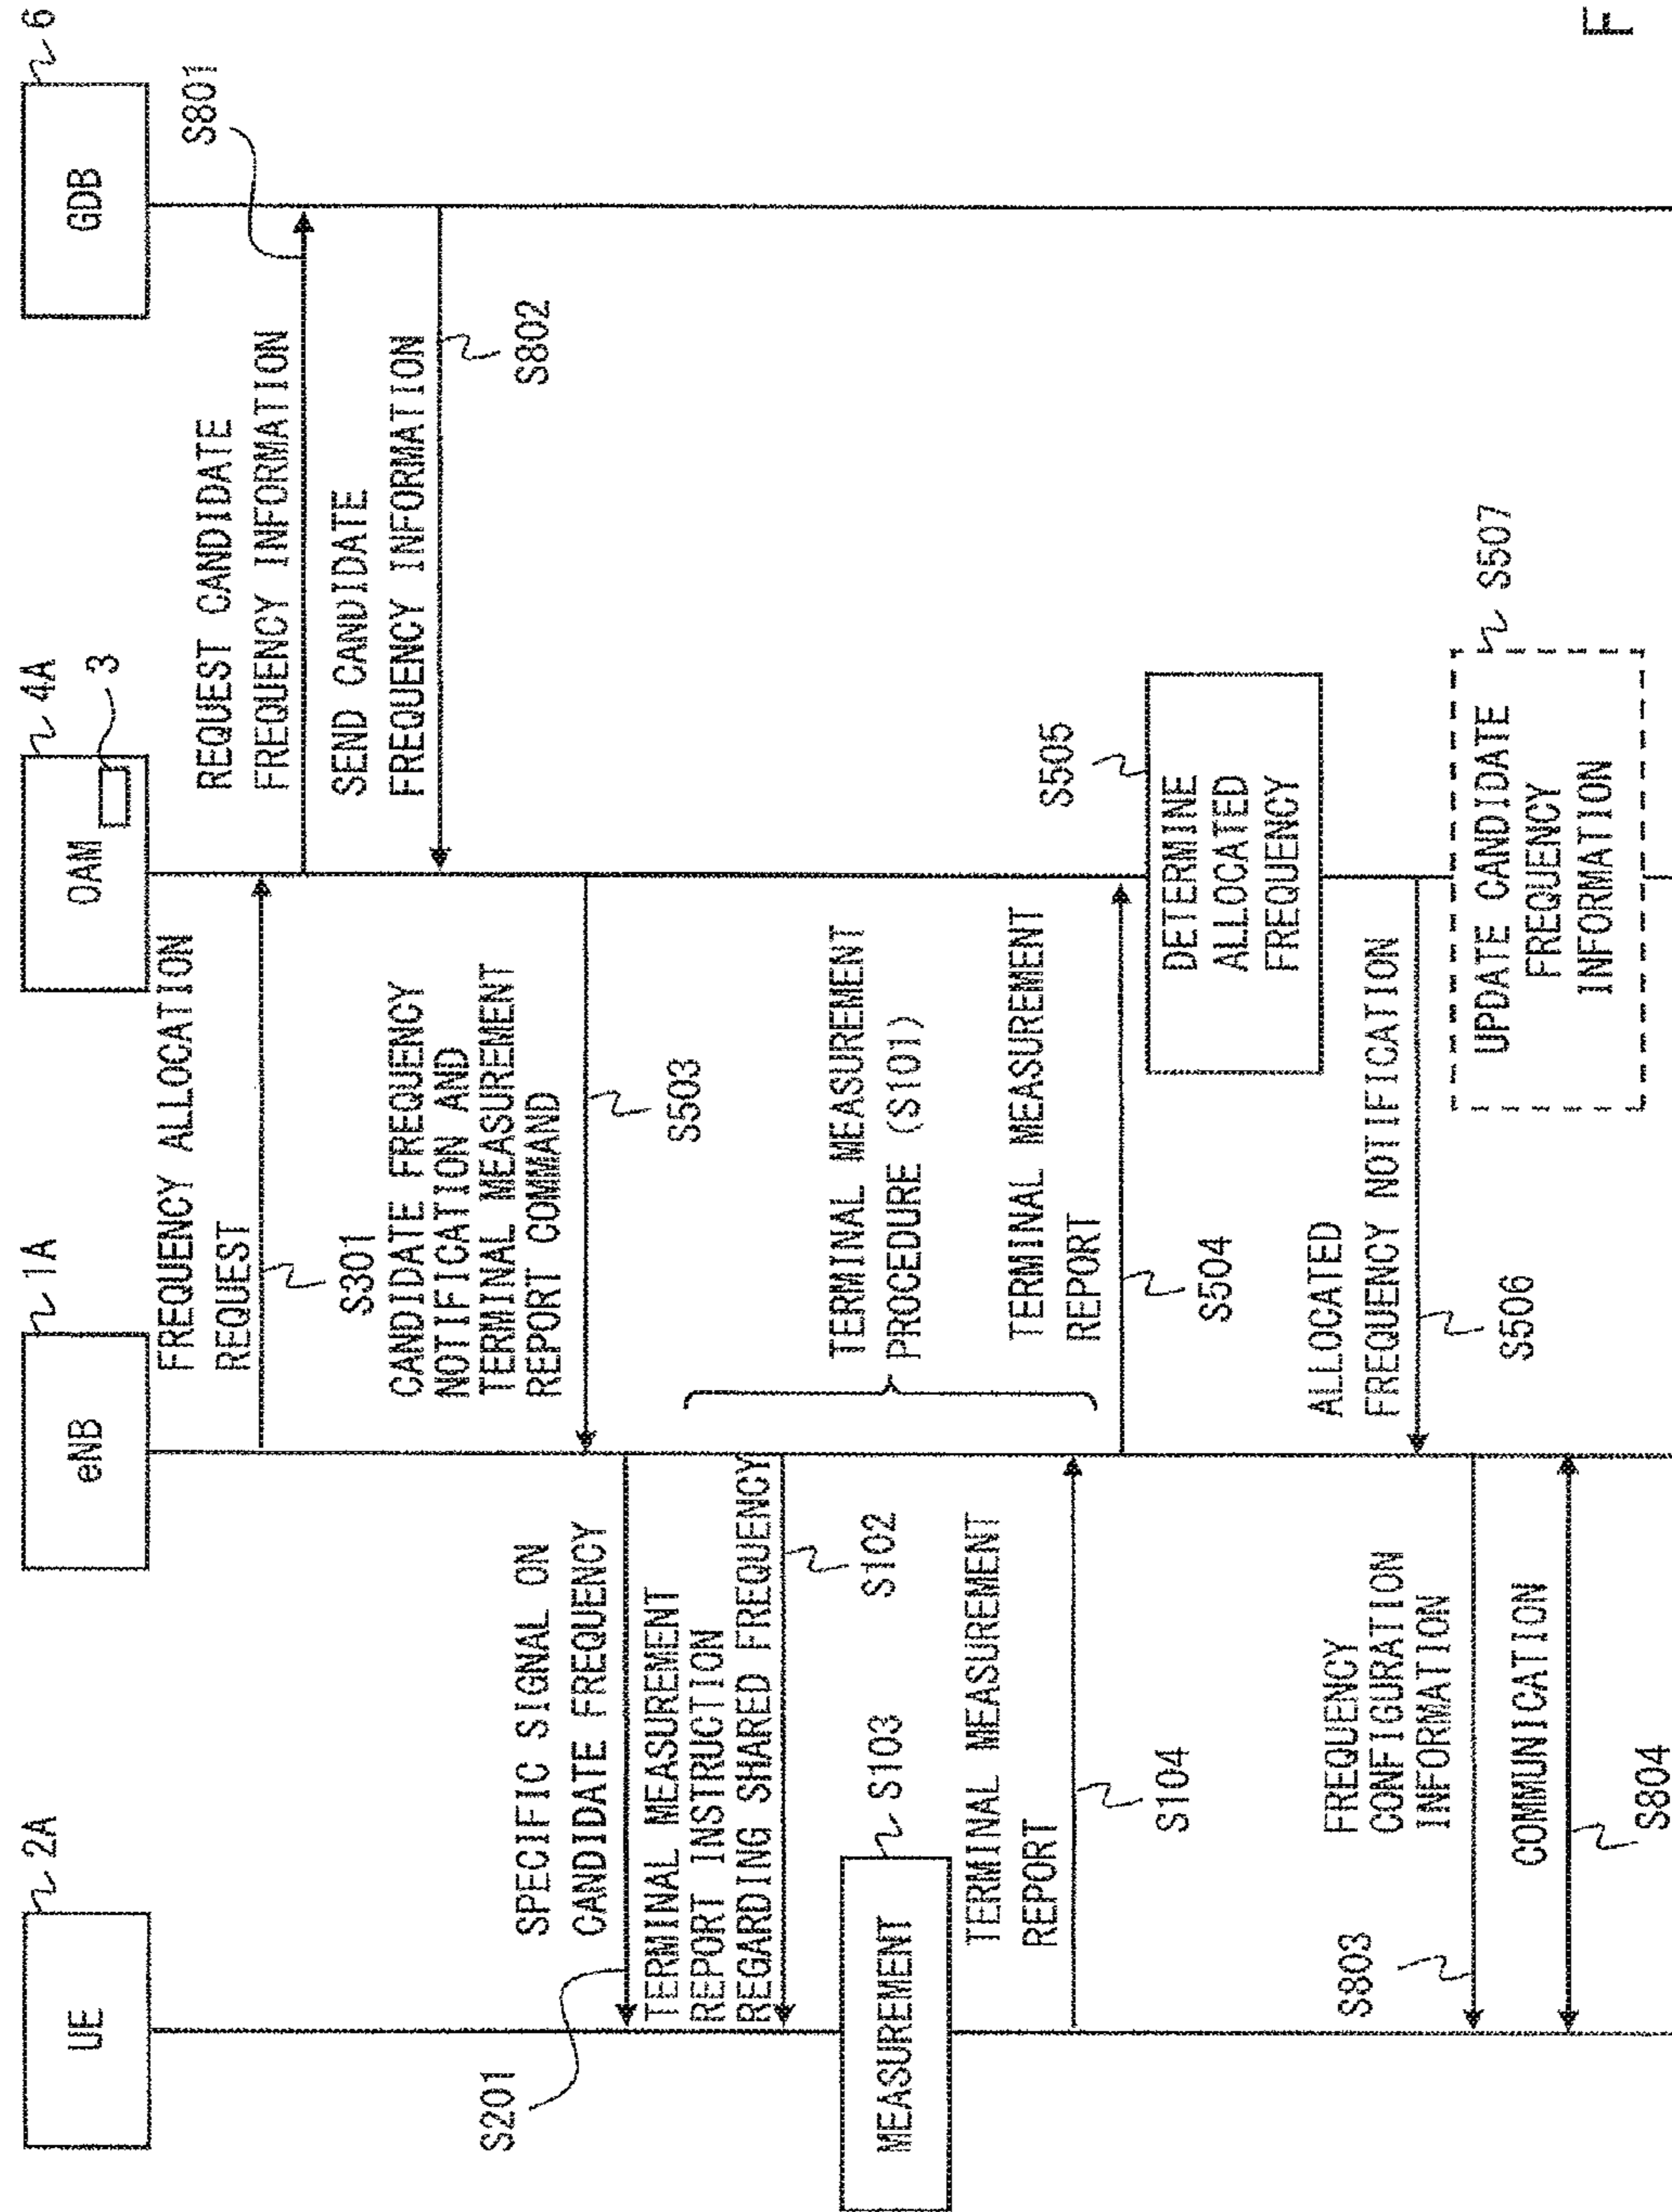 UE
2A
eNB
1A
OAM
4A
3
GDB
6
FREQUENCY ALLOCATION
REQUEST
S301
REQUEST CANDIDATE
FREQUENCY INFORMATION
S801
SEND CANDIDATE
FREQUENCY INFORMATION
S802
CANDIDATE FREQUENCY
NOTIFICATION AND
TERMINAL MEASUREMENT
REPORT COMMAND
S503
SPECIFIC SIGNAL ON
CANDIDATE FREQUENCY
S201
TERMINAL MEASUREMENT
REPORT INSTRUCTION
REGARDING SHARED FREQUENCY
S102
MEASUREMENT
S103
TERMINAL MEASUREMENT
PROCEDURE (S101)
TERMINAL MEASUREMENT
REPORT
S104
TERMINAL MEASUREMENT
REPORT
S504
DETERMINE
ALLOCATED
FREQUENCY
S505
ALLOCATED
FREQUENCY NOTIFICATION
S506
FREQUENCY
CONFIGURATION
INFORMATION
S803
UPDATE CANDIDATE
FREQUENCY
INFORMATION
S507
COMMUNICATION
S804